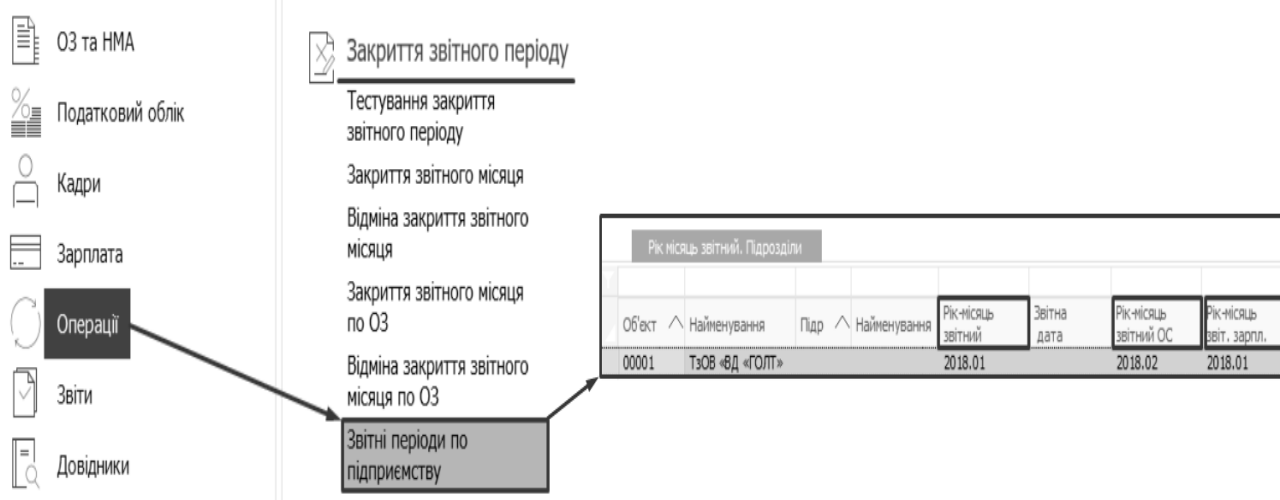 ОЗ та НМА
Податковий облік
Кадри
Зарплата
Операції
Звіти
Довідники
Закриття звітного періоду
Тестування закриття
звітного періоду
Закриття звітного місяця
Відміна закриття звітного
місяця
Закриття звітного місяця
по ОЗ
Відміна закриття звітного
місяця по ОЗ
Звітні періоди по
підприємству
Рік місяць звітний. Підрозділи
Об'єкт Найменування Підр Найменування Рік-місяць Звітна Рік-місяць Рік-місяць
звітний дата звітний ОС звіт. зарпл.
00001 ТзОВ «ВД «ГОЛТ» 2018.01 2018.02 2018.01